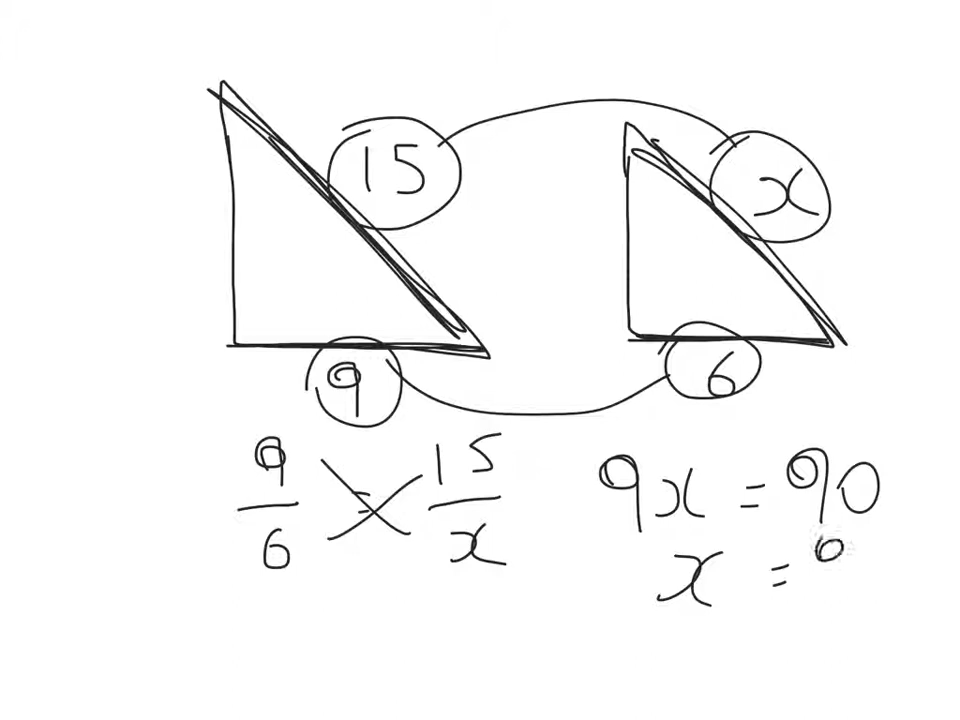 15 x
9 6
9/6 = 15/x
9x = 90
x =